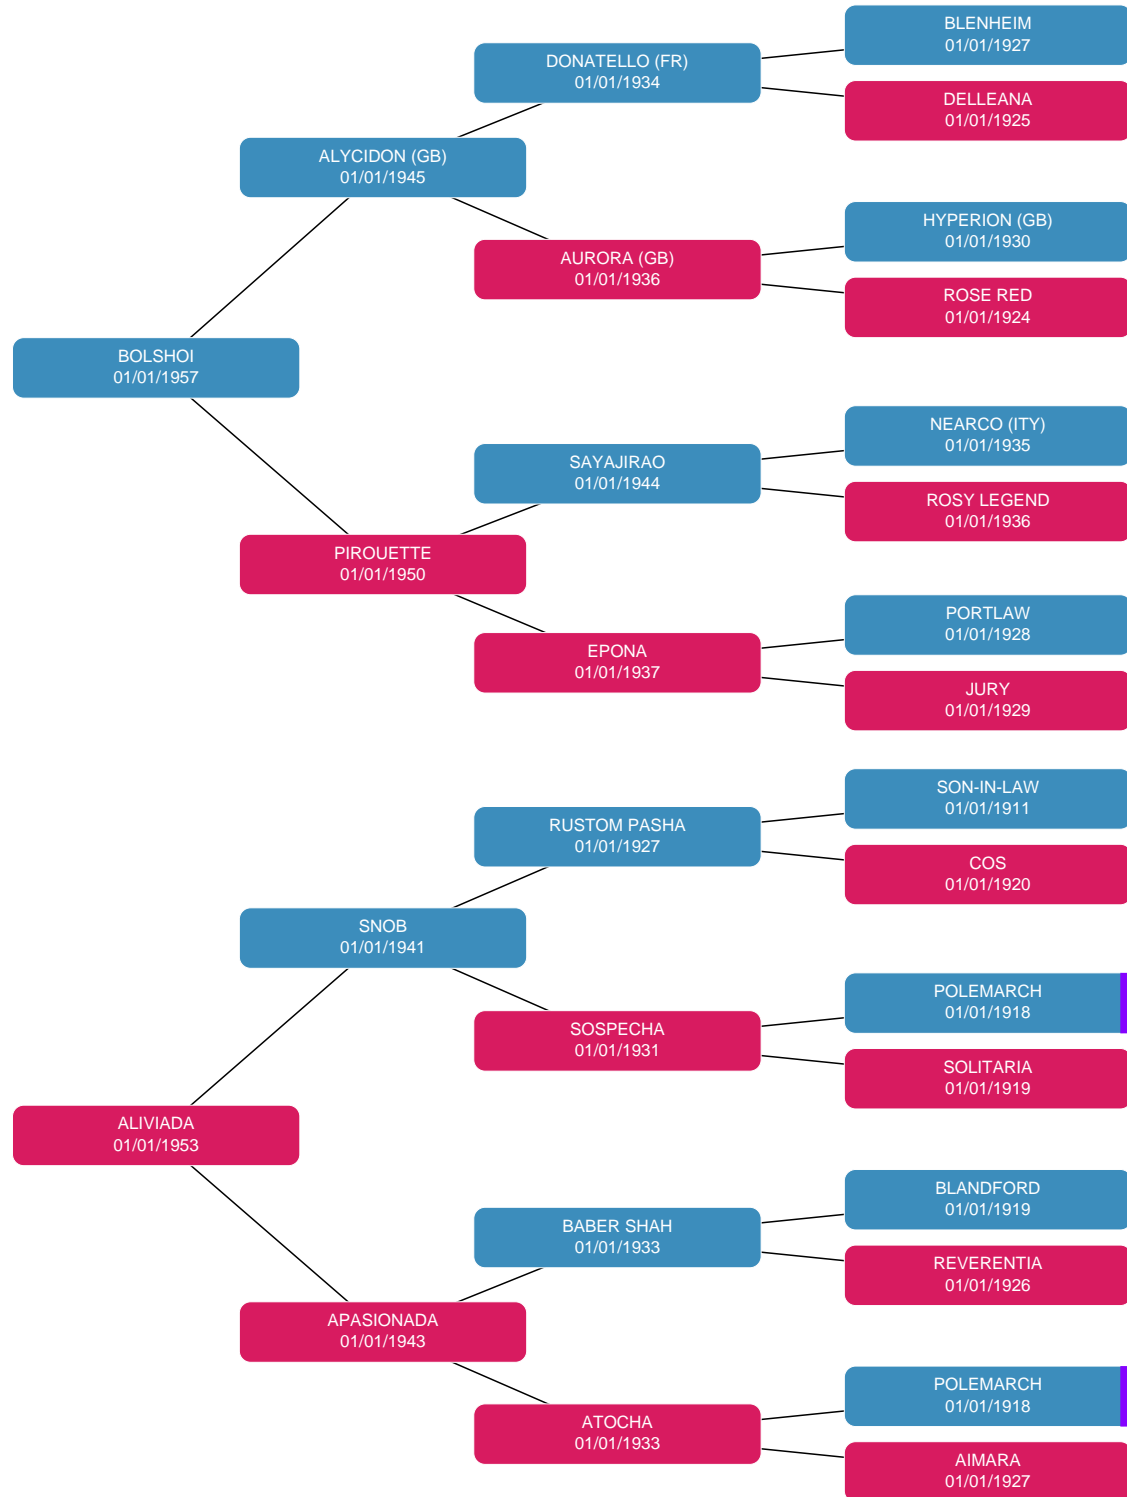 BLENHEIM
01/01/1927
DONATELLO (FR)
01/01/1934
DELLEANA
01/01/1925
ALYCIDON (GB)
01/01/1945
HYPERION (GB)
01/01/1930
AURORA (GB)
01/01/1936
ROSE RED
01/01/1924
BOLSHOI
01/01/1957
NEARCO (ITY)
01/01/1935
SAYAJIRAO
01/01/1944
ROSY LEGEND
01/01/1936
PIROUETTE
01/01/1950
PORTLAW
01/01/1928
EPONA
01/01/1937
JURY
01/01/1929
SON-IN-LAW
01/01/1911
RUSTOM PASHA
01/01/1927
COS
01/01/1920
SNOB
01/01/1941
POLEMARCH
01/01/1918
SOSPECHA
01/01/1931
SOLITARIA
01/01/1919
ALIVIADA
01/01/1953
BLANDFORD
01/01/1919
BABER SHAH
01/01/1933
REVERENTIA
01/01/1926
APASIONADA
01/01/1943
POLEMARCH
01/01/1918
ATOCHA
01/01/1933
AIMARA
01/01/1927